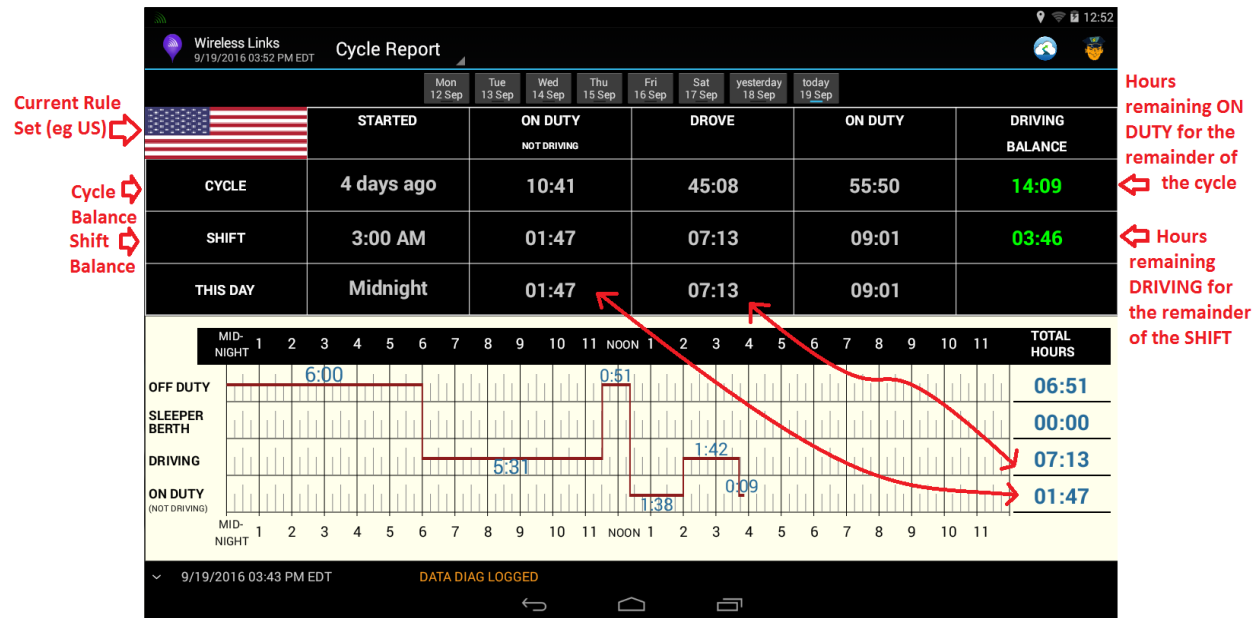 12:52
Wireless Links
9/19/2016 03:52 PM EDT
Cycle Report
Mon
12 Sep
Tue
13 Sep
Wed
14 Sep
Thu
15 Sep
Fri
16 Sep
Sat
17 Sep
yesterday
18 Sep
today
19 Sep
Current Rule
Set (eg US)
STARTED
ON DUTY
NOT DRIVING
DROVE
ON DUTY
DRIVING
BALANCE
Hours
remaining ON
DUTY for the
remainder of
the cycle
Cycle
Balance
CYCLE
4 days ago
10:41
45:08
55:50
14:09
Shift
Balance
SHIFT
3:00 AM
01:47
07:13
09:01
03:46
Hours
remaining
DRIVING for
the remainder
of the SHIFT
THIS DAY
Midnight
01:47
07:13
09:01
MID-
NIGHT 1 2 3 4 5 6 7 8 9 10 11 NOON 1 2 3 4 5 6 7 8 9 10 11
TOTAL
HOURS
OFF DUTY
6:00
0:51
06:51
SLEEPER
BERTH
00:00
DRIVING
5:31
1:42
07:13
ON DUTY
(NOT DRIVING)
1:38
0:09
01:47
MID-
NIGHT 1 2 3 4 5 6 7 8 9 10 11 NOON 1 2 3 4 5 6 7 8 9 10 11
9/19/2016 03:43 PM EDT
DATA DIAG LOGGED